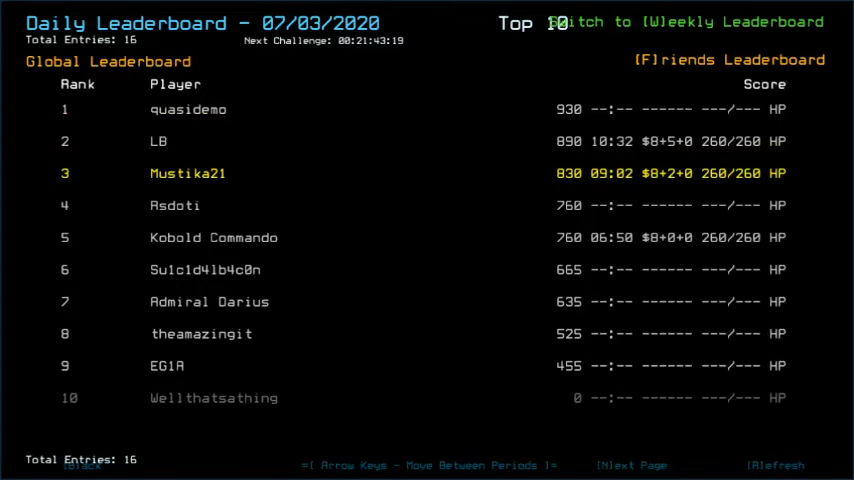 Daily Leaderboard - 07/03/2020 Top 10 Switch to [W]eekly Leaderboard
Total Entries: 16 Next Challenge: 00:21:43:19
Global Leaderboard [F]riends Leaderboard
Rank Player Score
1 quasidemo 930 --:-- ------ ---/--- HP
2 LB 890 10:32 $8+5+0 260/260 HP
3 Mustika21 830 09:02 $8+2+0 260/260 HP
4 Asdoti 760 --:-- ------ ---/--- HP
5 Kobold Commando 760 06:50 $8+0+0 260/260 HP
6 Su1c1d41b4c0n 665 --:-- ------ ---/--- HP
7 Admiral Darius 635 --:-- ------ ---/--- HP
8 theamazingit 525 --:-- ------ ---/--- HP
9 EG1A 455 --:-- ------ ---/--- HP
10 Wellthatsathing 0 --:-- ------ ---/--- HP
Total Entries: 16
[B]ack =[ Arrow Keys - Move Between Periods ]= [N]ext Page [R]efresh